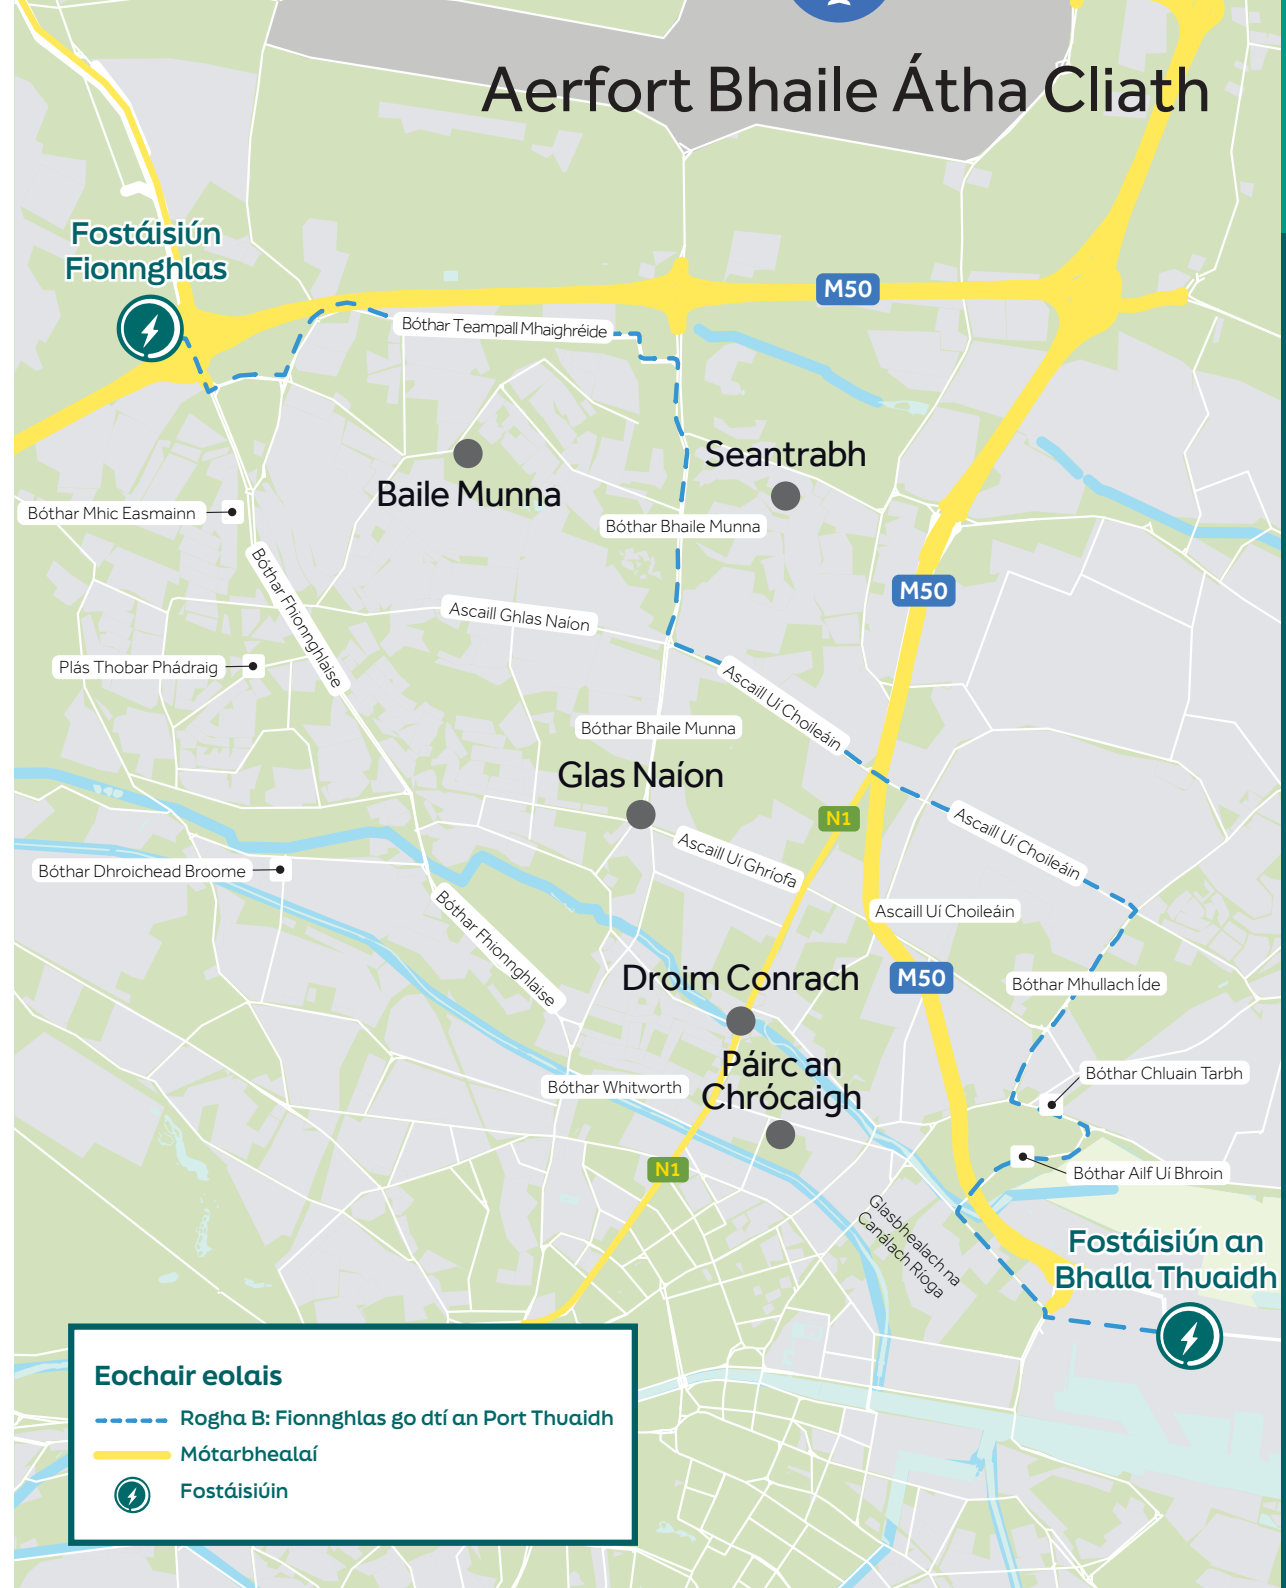 Aerfort Bhaile Átha Cliath
Fostáisiún
Fionnghlas
M50
Bóthar Teampall Mhaighréide
Seantrabh
Baile Munna
Bóthar Mhic Easmainn
Bóthar Bhaile Munna
Bóthar Fhionnghlaise
M50
Ascaill Ghlas Naíon
Plás Thobar Phádraig
Ascaill Uí Choileáin
Bóthar Bhaile Munna
Glas Naíon
N1
Ascaill Uí Choileáin
Ascaill Uí Ghríofa
Bóthar Dhroichead Broome
Ascaill Uí Choileáin
Bóthar Fhionnghlaise
Droim Conrach
M50
Bóthar Mhullach Íde
Páirc an
Chrócaigh
Bóthar Chluain Tarbh
Bóthar Whitworth
N1
Bóthar Ailf Uí Bhroin
Glasbhealach na
Canálach Ríoga
Fostáisiún an
Bhalla Thuaidh
Eochair eolais
Rogha B: Fionnghlas go dtí an Port Thuaidh
Mótarbhealaí
Fostáisiúin